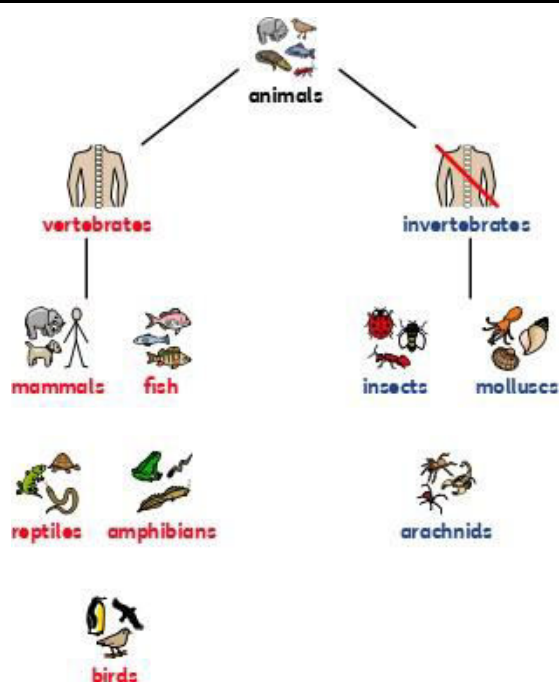 animals
vertebrates
invertebrates
mammals
fish
insects
molluscs
reptiles
amphibians
arachnids
birds